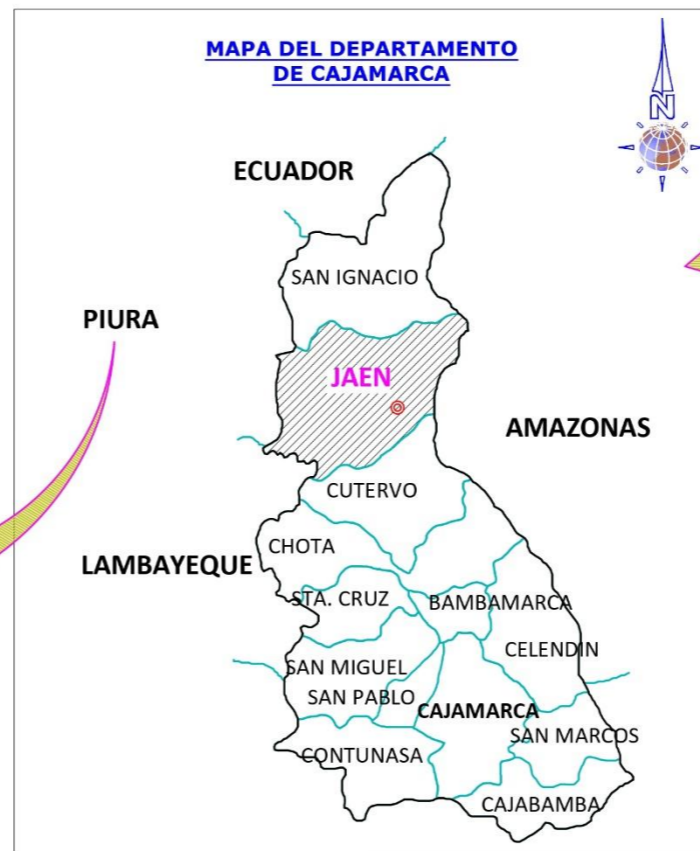 MAPA DEL DEPARTAMENTO
DE CAJAMARCA
N
ECUADOR
SAN IGNACIO
PIURA
JAEN
AMAZONAS
CUTERVO
CHOTA
LAMBAYEQUE
STA. CRUZ
BAMBAMARCA
CELENDIN
SAN MIGUEL
SAN PABLO
CAJAMARCA
SAN MARCOS
CONTUNASA
CAJABAMBA